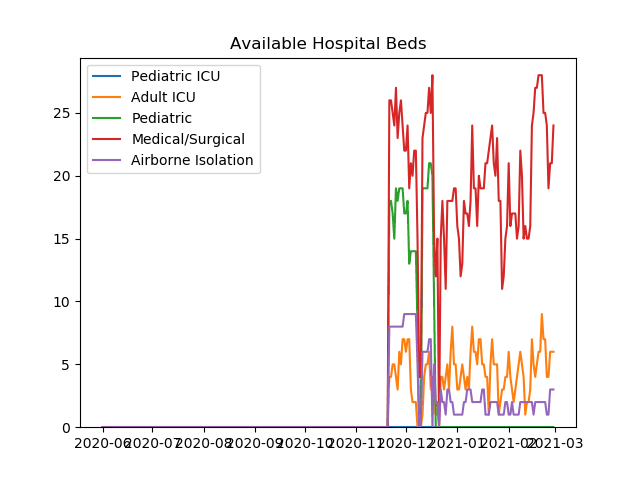 Available Hospital Beds
Pediatric ICU
Adult ICU
Pediatric
Medical/Surgical
Airborne Isolation
25
20
15
10
5
0
2020-06 2020-07 2020-08 2020-09 2020-10 2020-11 2020-12 2021-01 2021-02 2021-03